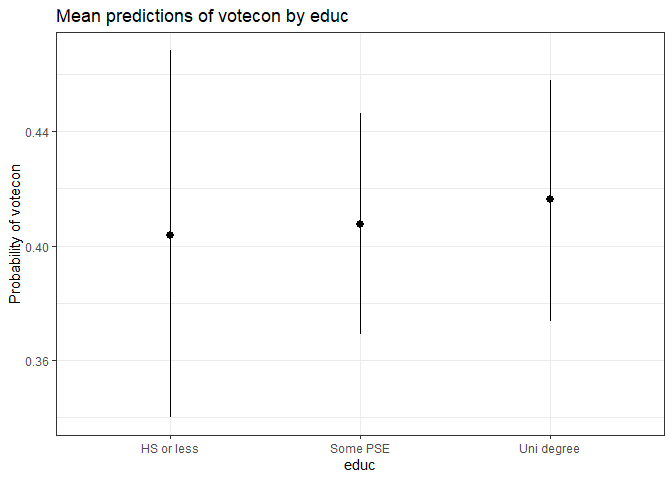 Mean predictions of votecon by educ
Probability of votecon
0.44
0.40
0.36
HS or less
Some PSE
Uni degree
educ